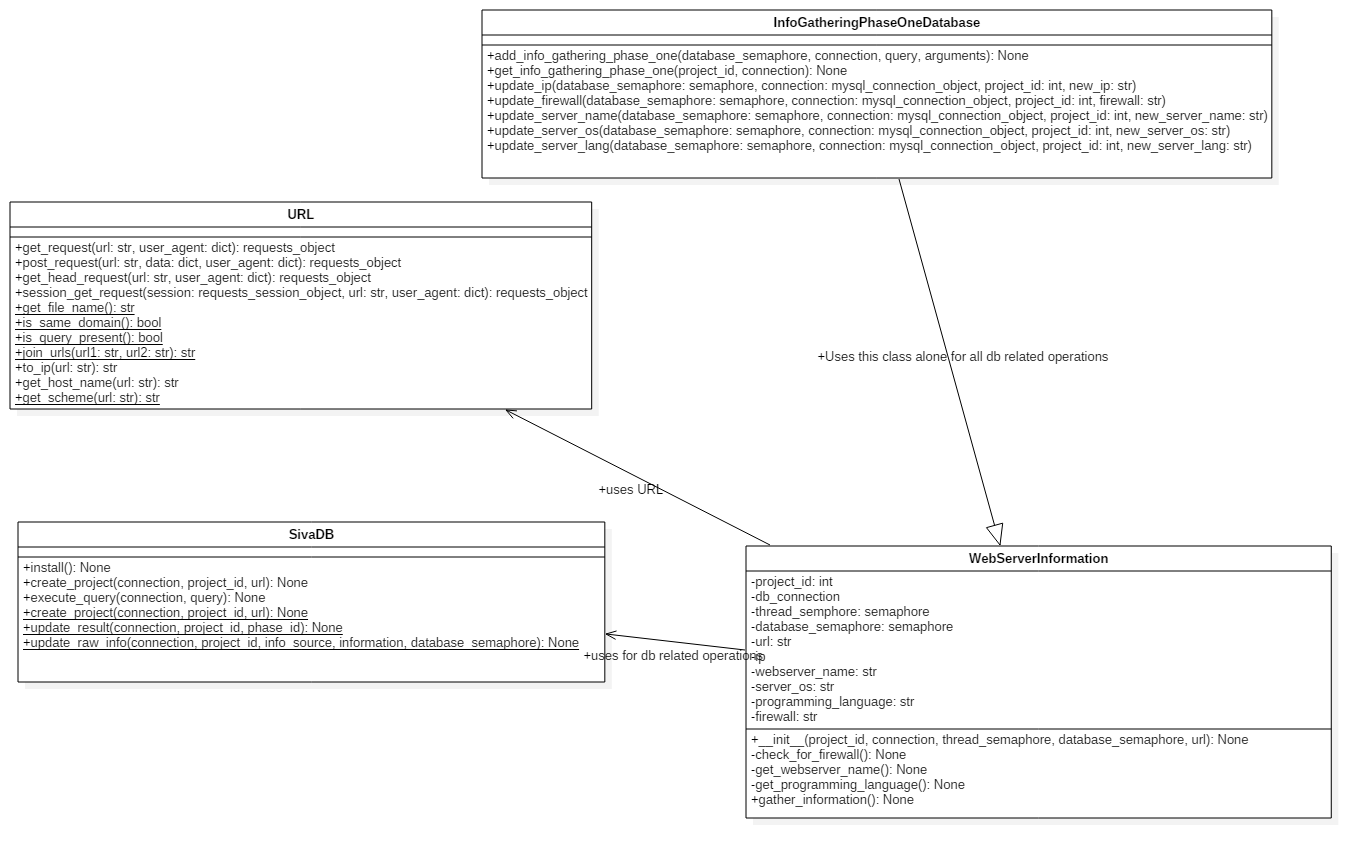 InfoGatheringPhaseOneDatabase
+add_info_gathering_phase_one(database_semaphore, connection, query, arguments): None
+get_info_gathering_phase_one(project_id, connection): None
+update_ip(database_semaphore: semaphore, connection: mysql_connection_object, project_id: int, new_ip: str)
+update_firewall(database_semaphore: semaphore, connection: mysql_connection_object, project_id: int, firewall: str)
+update_server_name(database_semaphore: semaphore, connection: mysql_connection_object, project_id: int, new_server_name: str)
+update_server_os(database_semaphore: semaphore, connection: mysql_connection_object, project_id: int, new_server_os: str)
+update_server_lang(database_semaphore: semaphore, connection: mysql_connection_object, project_id: int, new_server_lang: str)
URL
+get_request(url: str, user_agent: dict): requests_object
+post_request(url: str, data: dict, user_agent: dict): requests_object
+get_head_request(url: str, user_agent: dict): requests_object
+session_get_request(session: requests_session_object, url: str, user_agent: dict): requests_object
+get_file_name(): str
+is_same_domain(): bool
+is_query_present(): bool
+join_urls(url1: str, url2: str): str
+to_ip(url: str): str
+get_host_name(url: str): str
+get_scheme(url: str): str
+Uses this class alone for all db related operations
+uses URL
SivaDB
+install(): None
+create_project(connection, project_id, url): None
+execute_query(connection, query): None
+create_project(connection, project_id, url): None
+update_result(connection, project_id, phase_id): None
+update_raw_info(connection, project_id, info_source, information, database_semaphore): None
+uses for db related operations
WebServerInformation
-project_id: int
-db_connection
-thread_semphore: semaphore
-database_semaphore: semaphore
-url: str
-ip
-webserver_name: str
-server_os: str
-programming_language: str
-firewall: str
+__init__(project_id, connection, thread_semaphore, database_semaphore, url): None
-check_for_firewall(): None
-get_webserver_name(): None
-get_programming_language(): None
+gather_information(): None